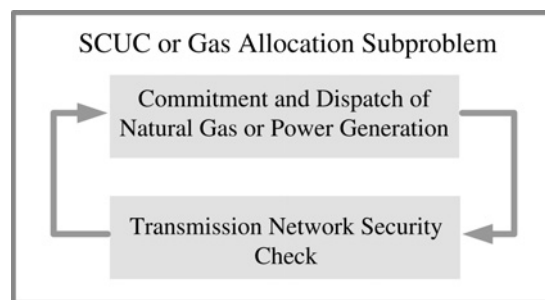 SCUC or Gas Allocation Subproblem
Commitment and Dispatch of
Natural Gas or Power Generation
Transmission Network Security
Check